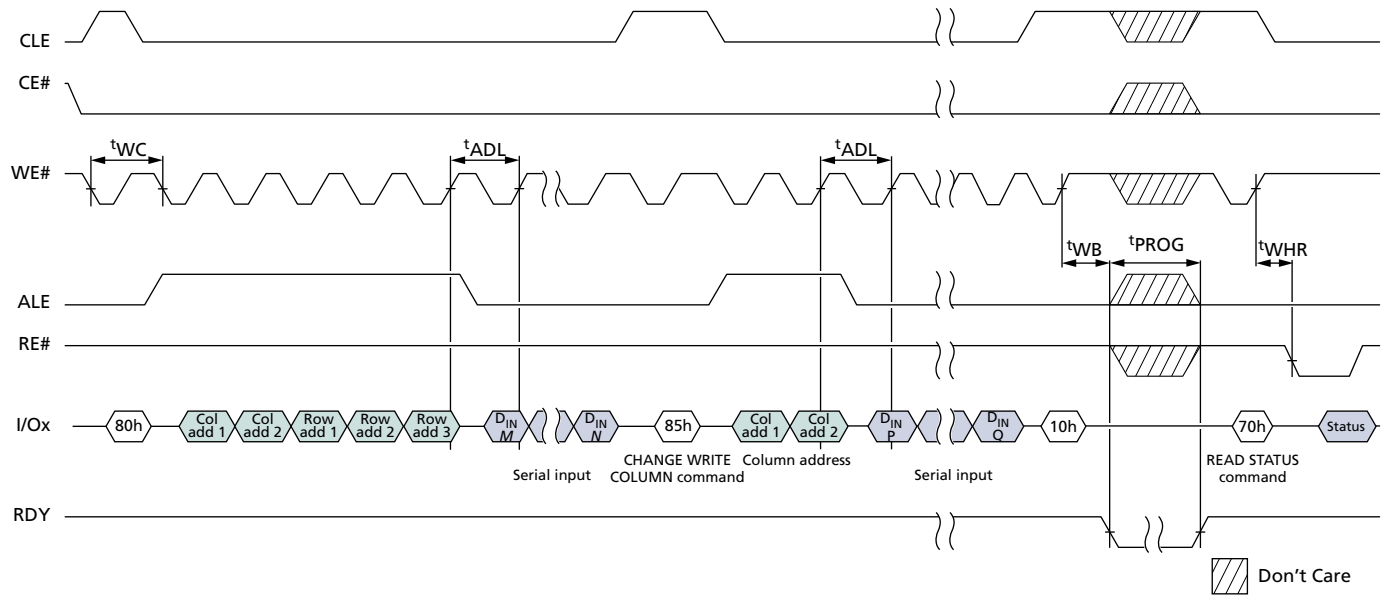 CLE
CE#
tWC
tADL
tADL
WE#
tWB
tPROG
tWHR
ALE
RE#
I/Ox
80h
Col add 1
Col add 2
Row add 1
Row add 2
Row add 3
DIN M
DIN N
85h
Col add 1
Col add 2
DIN P
DIN Q
10h
70h
Status
Serial input
CHANGE WRITE
COLUMN command
Column address
Serial input
READ STATUS
command
RDY
Don't Care